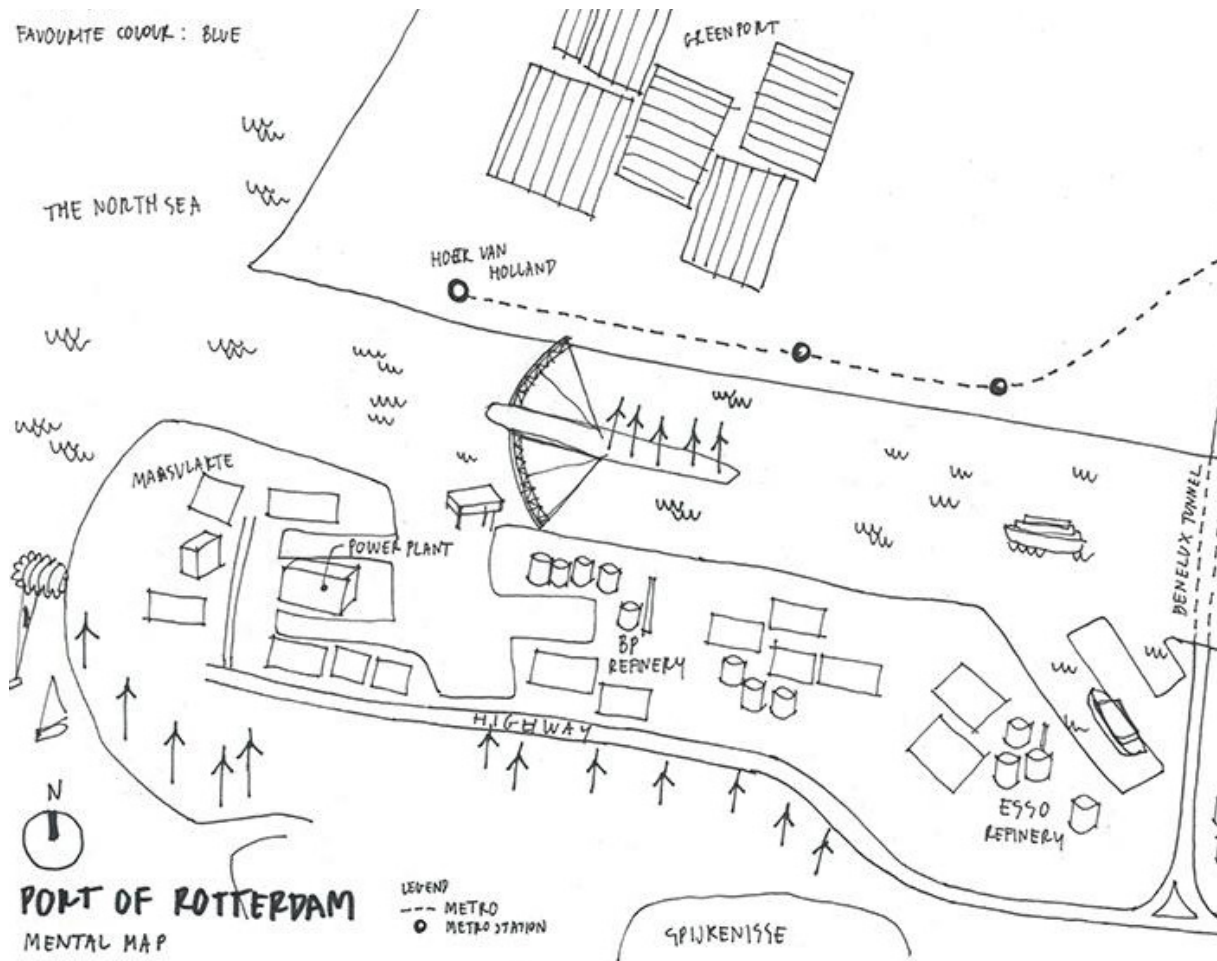 FAVOURITE COLOUR: BLUE
GREENPORT
THE NORTH SEA
HOEK VAN
HOLLAND
MAASVLAKTE
POWER PLANT
BENELUX TUNNEL
BP
REFINERY
HIGHWAY
ESSO
REFINERY
N
PORT OF ROTTERDAM
MENTAL MAP
LEGEND
--- METRO
METRO STATION
SPIJKENISSE